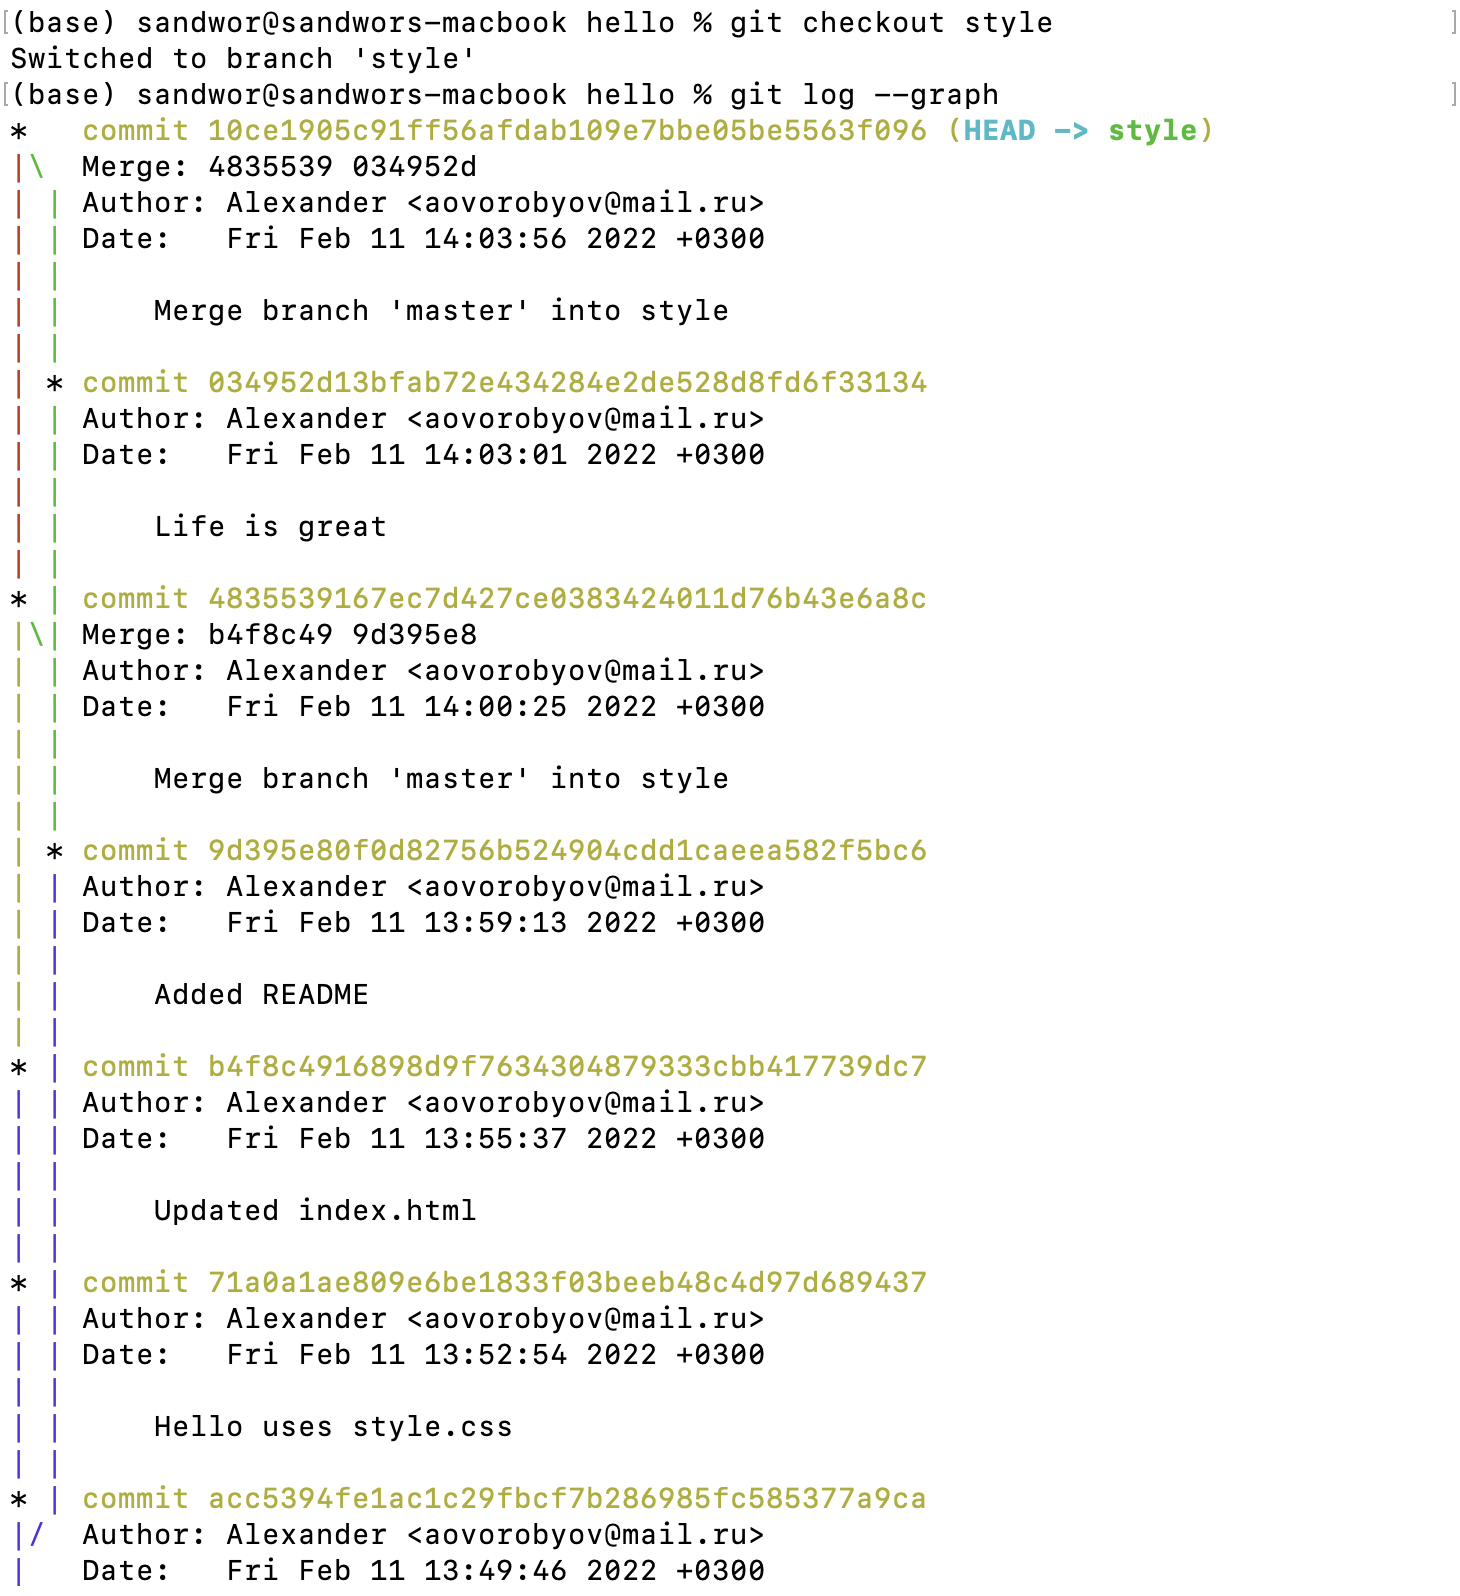 (base) sandwor@sandwors-macbook hello % git checkout style
Switched to branch 'style'
(base) sandwor@sandwors-macbook hello % git log --graph
*   commit 10ce1905c91ff56afdab109e7bbe05be5563f096 (HEAD -> style)
|\  Merge: 4835539 034952d
| | Author: Alexander <aovorobyov@mail.ru>
| | Date:   Fri Feb 11 14:03:56 2022 +0300
| |
| |     Merge branch 'master' into style
| |
| * commit 034952d13bfab72e434284e2de528d8fd6f33134
| | Author: Alexander <aovorobyov@mail.ru>
| | Date:   Fri Feb 11 14:03:01 2022 +0300
| |
| |     Life is great
| |
* | commit 4835539167ec7d427ce0383424011d76b43e6a8c
|\| Merge: b4f8c49 9d395e8
| | Author: Alexander <aovorobyov@mail.ru>
| | Date:   Fri Feb 11 14:00:25 2022 +0300
| |
| |     Merge branch 'master' into style
| |
| * commit 9d395e80f0d82756b524904cdd1caeea582f5bc6
| | Author: Alexander <aovorobyov@mail.ru>
| | Date:   Fri Feb 11 13:59:13 2022 +0300
| |
| |     Added README
| |
* | commit b4f8c4916898d9f7634304879333cbb417739dc7
| | Author: Alexander <aovorobyov@mail.ru>
| | Date:   Fri Feb 11 13:55:37 2022 +0300
| |
| |     Updated index.html
| |
* | commit 71a0a1ae809e6be1833f03beeb48c4d97d689437
| | Author: Alexander <aovorobyov@mail.ru>
| | Date:   Fri Feb 11 13:52:54 2022 +0300
| |
| |     Hello uses style.css
| |
* | commit acc5394fe1ac1c29fbcf7b286985fc585377a9ca
|/  Author: Alexander <aovorobyov@mail.ru>
|   Date:   Fri Feb 11 13:49:46 2022 +0300